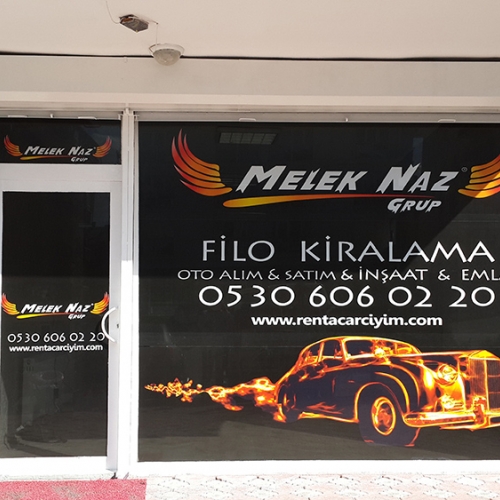 MELEK NAZ
GRUP
MELEK NAZ®
GRUP
FİLO KİRALAMA
OTO ALIM & SATIM & İNŞAAT & EML
0530 606 02 20
www.rentacarciyim.com
MELEK NAZ
GRUP
0530 606 02 20
www.rentacarciyim.com